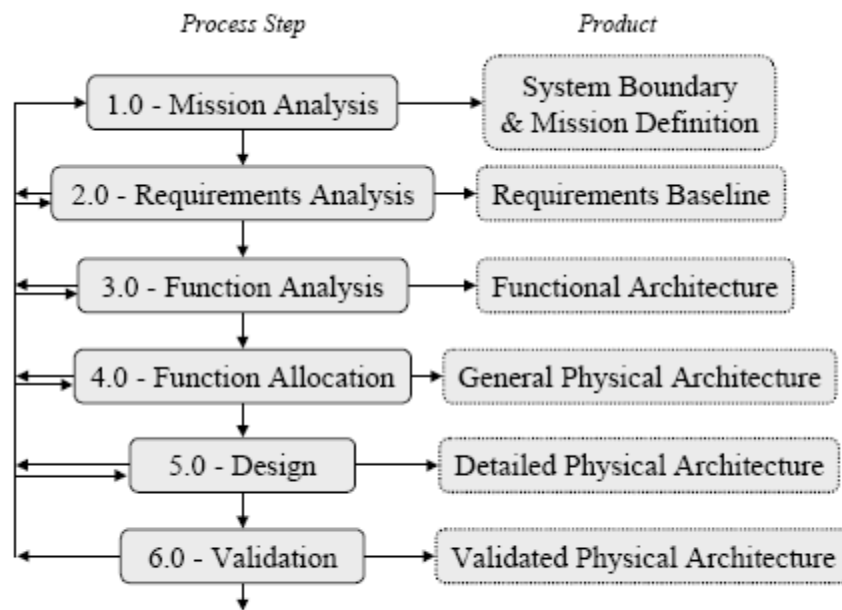 Process Step
Product
1.0 - Mission Analysis
System Boundary
& Mission Definition
2.0 - Requirements Analysis
Requirements Baseline
3.0 - Function Analysis
Functional Architecture
4.0 - Function Allocation
General Physical Architecture
5.0 - Design
Detailed Physical Architecture
6.0 - Validation
Validated Physical Architecture